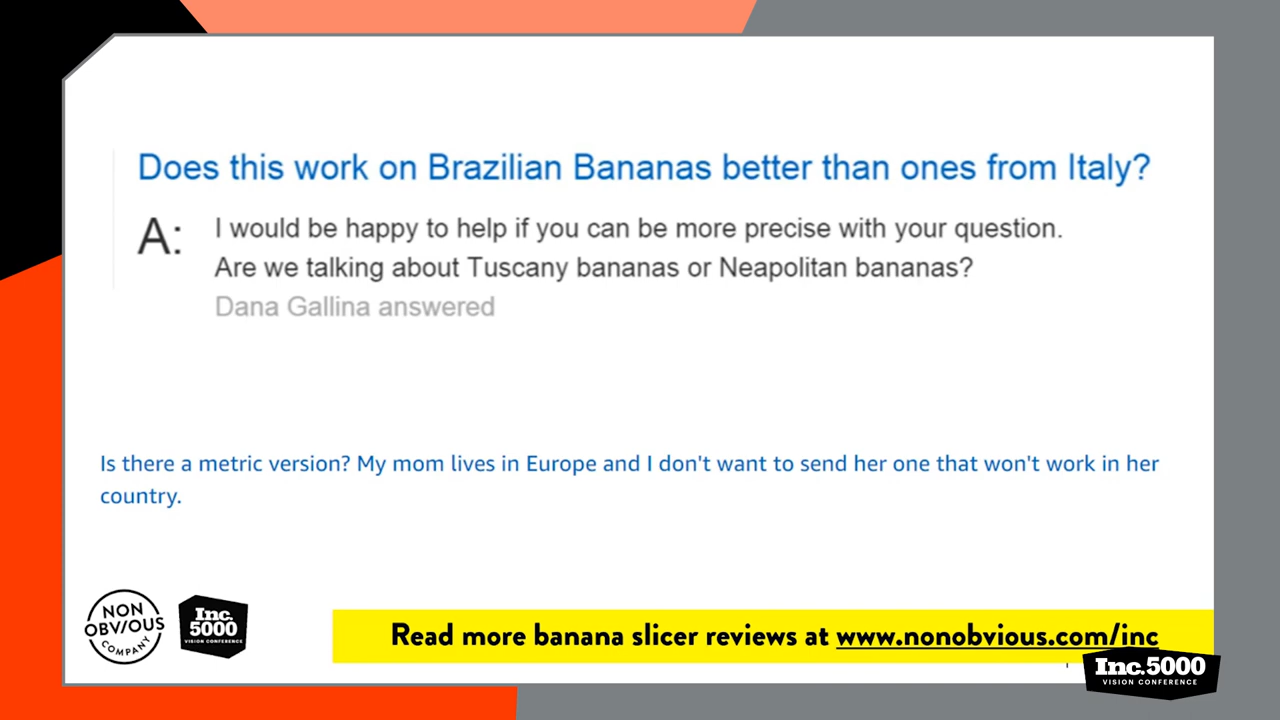 Does this work on Brazilian Bananas better than ones from Italy?
A: I would be happy to help if you can be more precise with your question.
Are we talking about Tuscany bananas or Neapolitan bananas?
Dana Gallina answered
Is there a metric version? My mom lives in Europe and I don't want to send her one that won't work in her
country.
NON
OBVIOUS
COMPANY
Inc.
5000
VISION CONFERENCE
Read more banana slicer reviews at www.nonobvious.com/inc
Inc.5000
VISION CONFERENCE